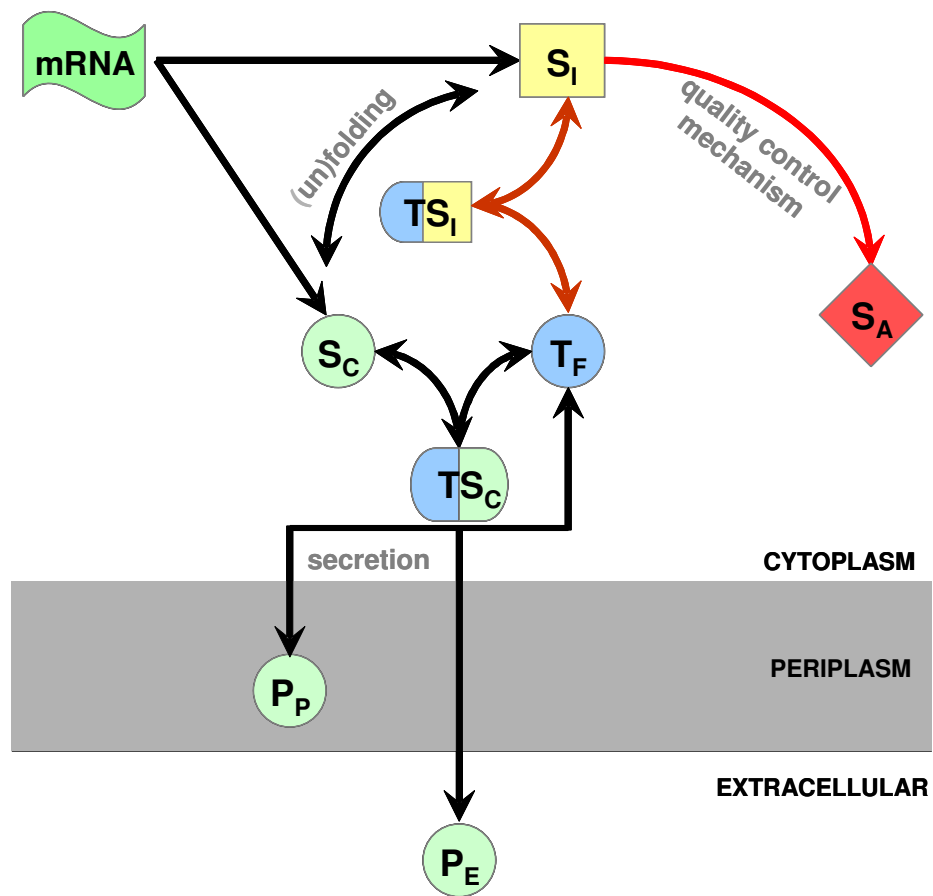 mRNA
S_I
(un)folding
quality control
mechanism
TS_I
S_A
S_C
T_F
TS_C
secretion
CYTOPLASM
PERIPLASM
P_P
EXTRACELLULAR
P_E